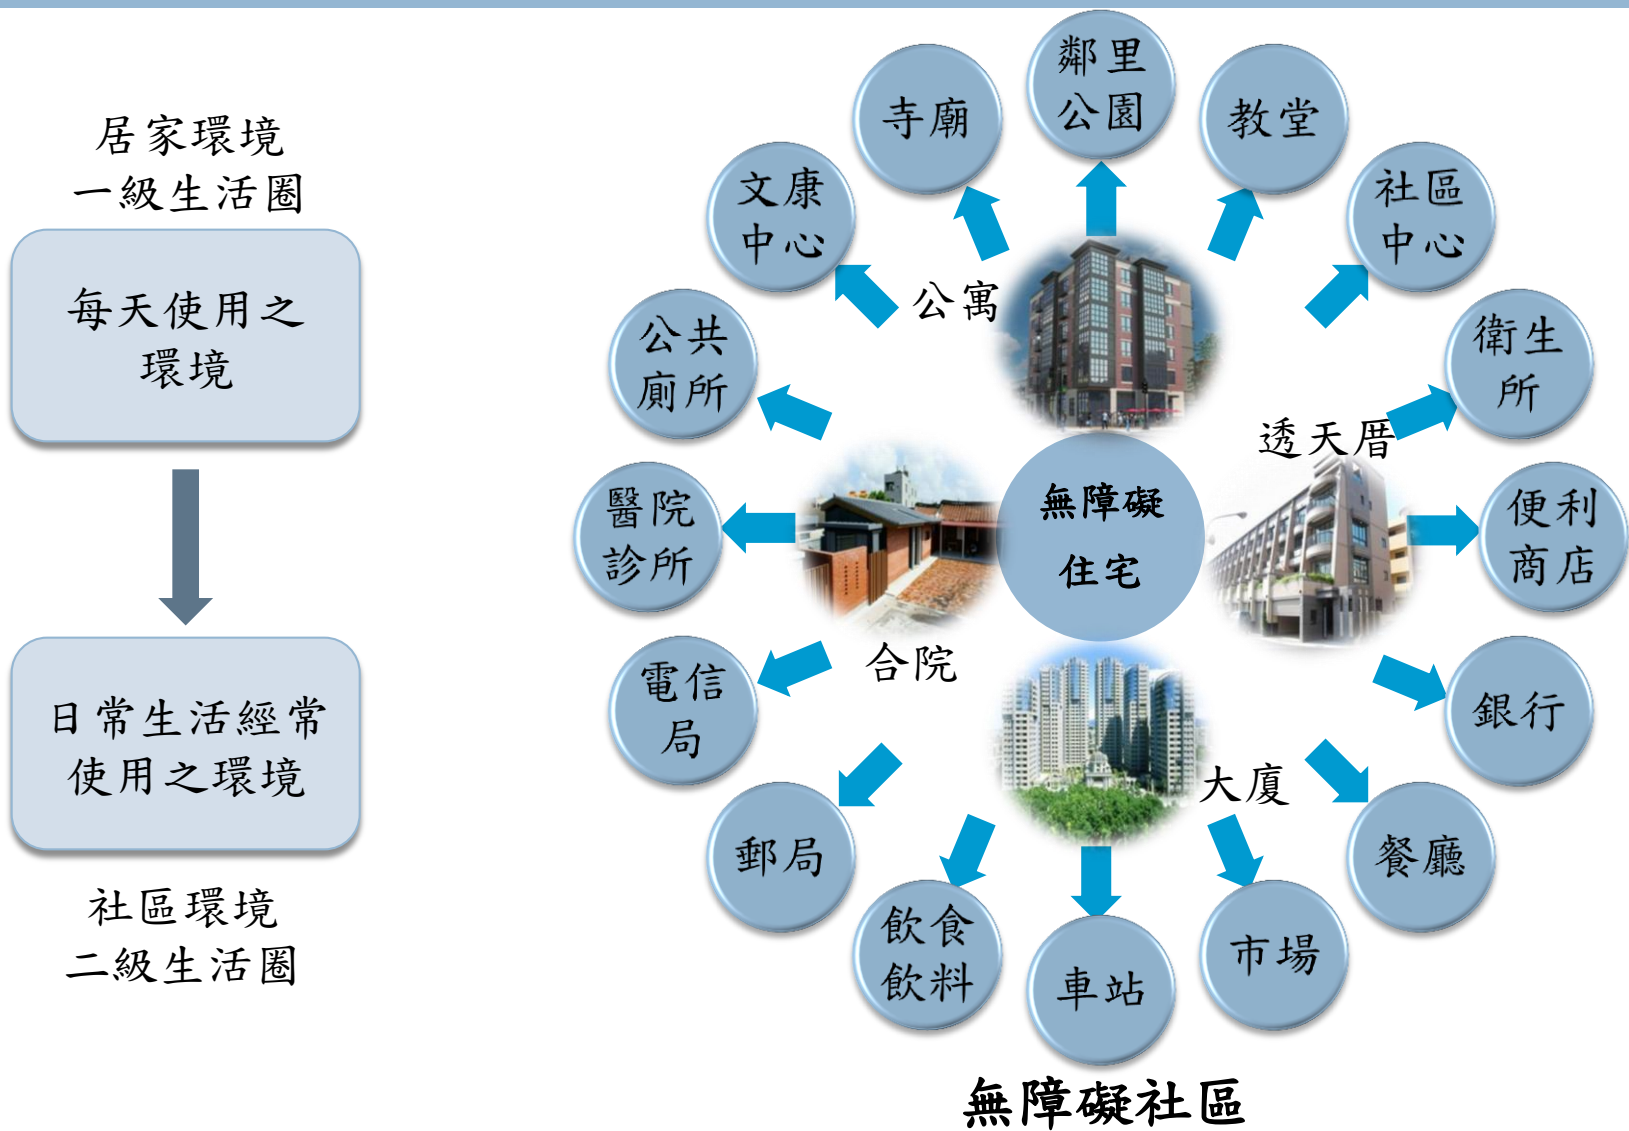 居家環境
一級生活圈
每天使用之
環境
日常生活經常
使用之環境
社區環境
二級生活圈
鄰里
公園
教堂
社區
中心
衛生
所
便利
商店
銀行
餐廳
市場
車站
飲食
飲料
郵局
電信
局
醫院
診所
公共
廁所
文康
中心
寺廟
公寓
透天厝
大廈
合院
無障礙
住宅
無障礙社區